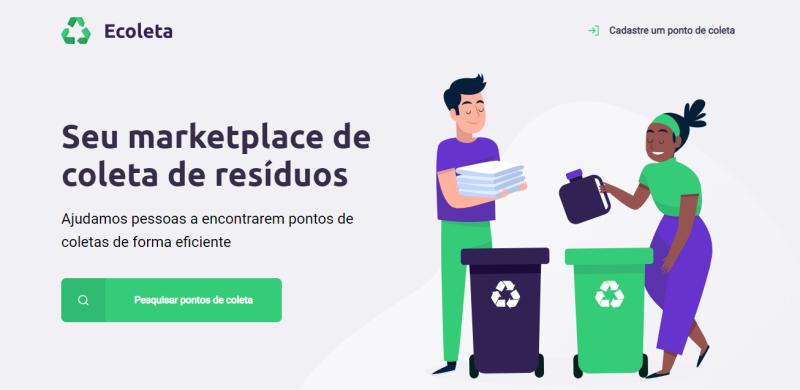 Ecoleta
Cadastre um ponto de coleta
Seu marketplace de
coleta de resíduos
Ajudamos pessoas a encontrarem pontos de
coletas de forma eficiente
Pesquisar pontos de coleta